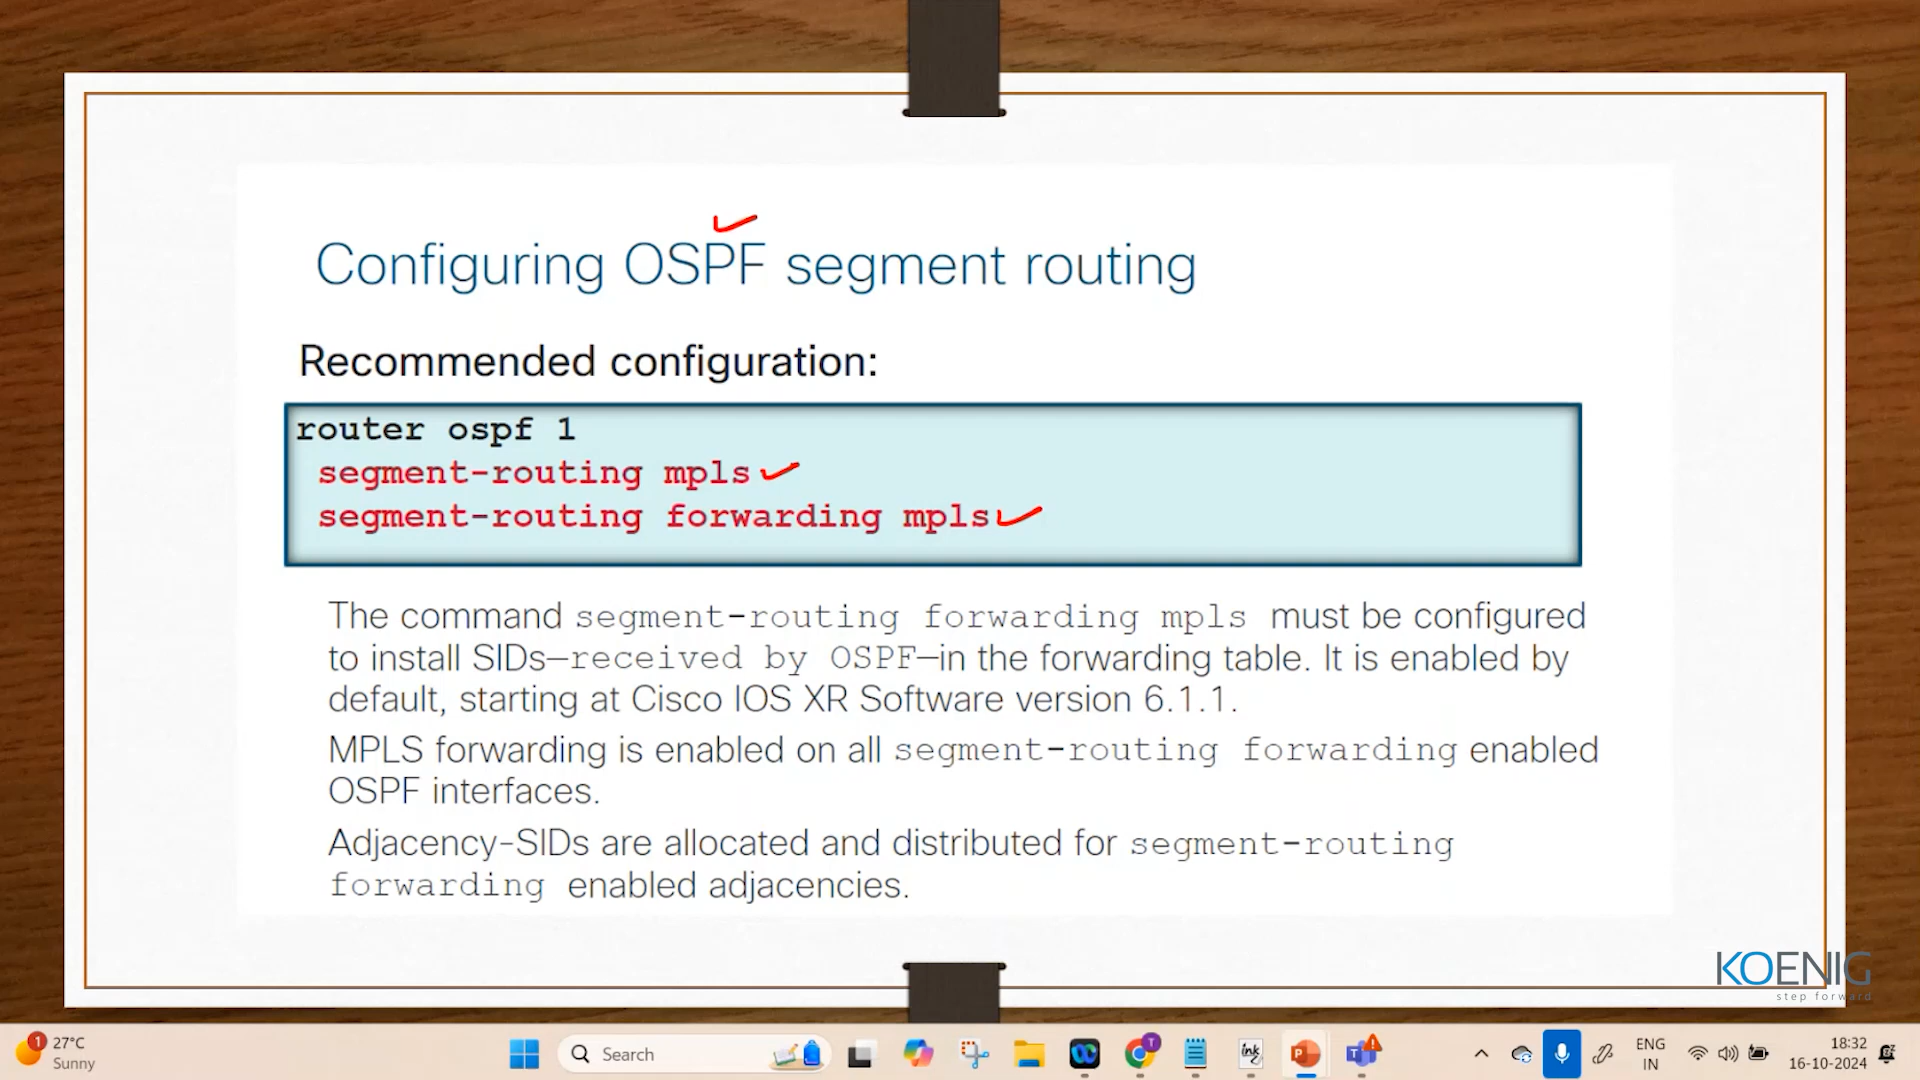 Configuring OSPF segment routing
Recommended configuration:
router ospf 1
segment-routing mpls
segment-routing forwarding mpls
The command segment-routing forwarding mpls must be configured
to install SIDs—received by OSPF—in the forwarding table. It is enabled by
default, starting at Cisco IOS XR Software version 6.1.1.
MPLS forwarding is enabled on all segment-routing forwarding enabled
OSPF interfaces.
Adjacency-SIDs are allocated and distributed for segment-routing
forwarding enabled adjacencies.
KOENIG
step forward
1
27°C
Sunny
Search
T
ink
P
T
ENG
IN
18:32
16-10-2024